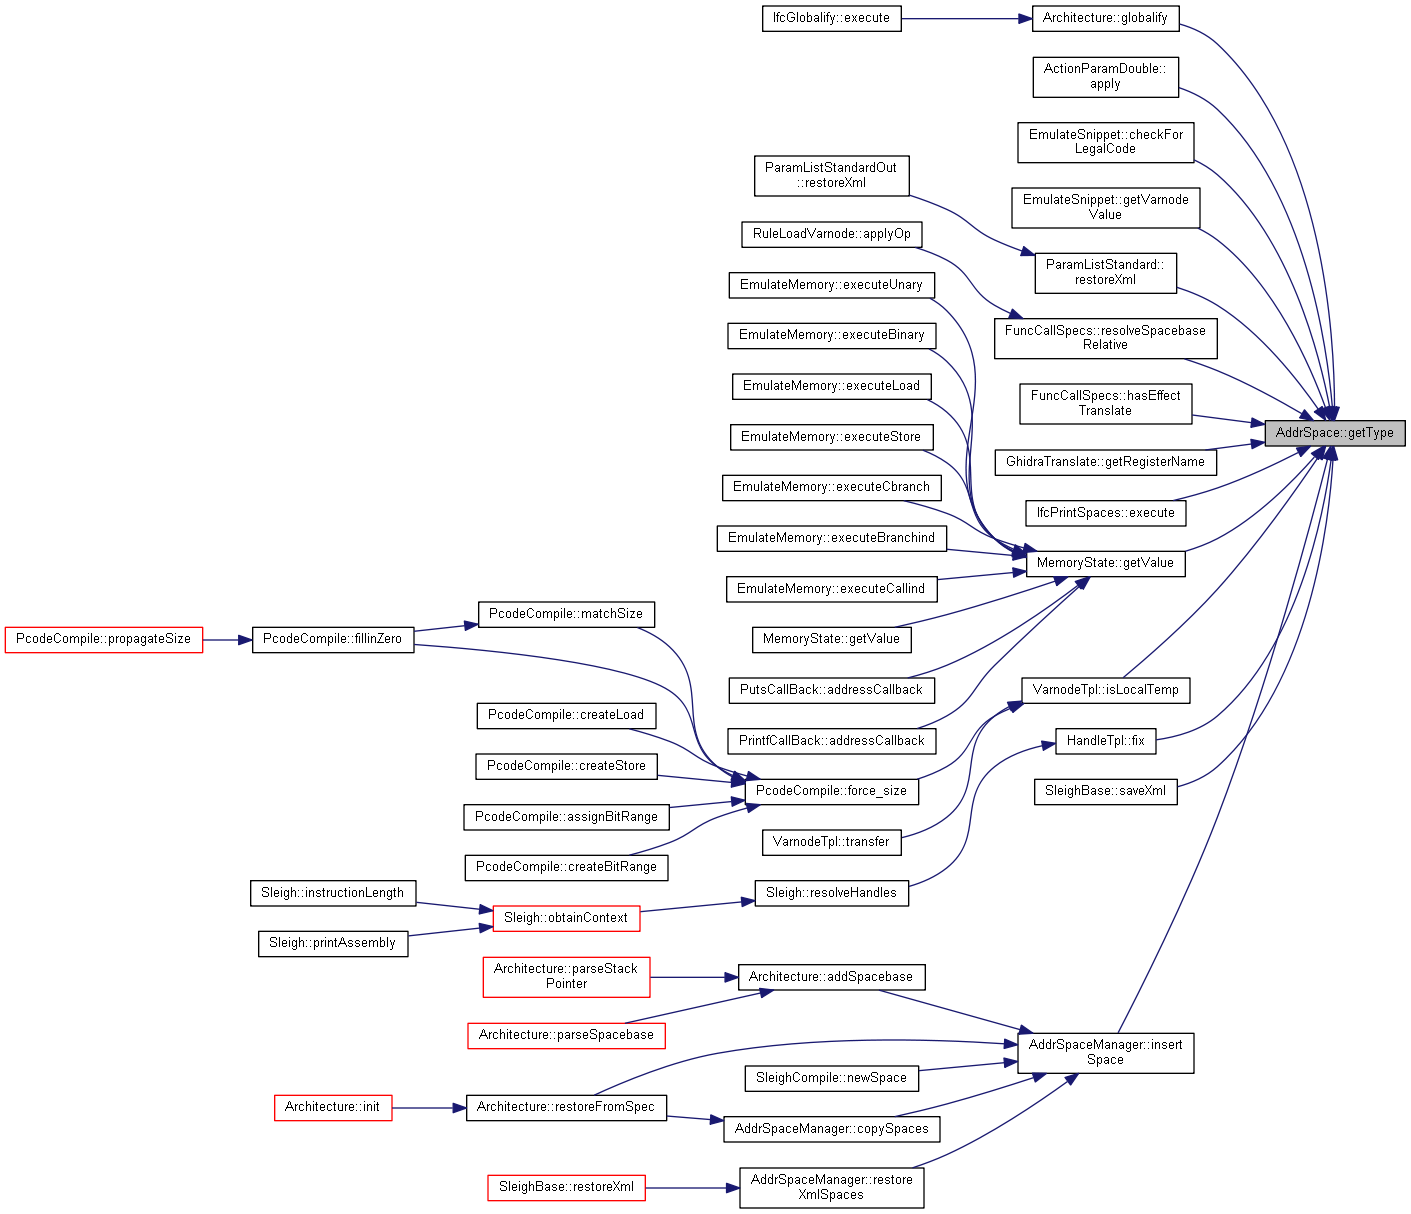 IfcGlobalify::execute
Architecture::globalify
ActionParamDouble::
apply
EmulateSnippet::checkFor
LegalCode
ParamListStandardOut
::restoreXml
EmulateSnippet::getVarnode
Value
RuleLoadVarnode::applyOp
ParamListStandard::
restoreXml
EmulateMemory::executeUnary
FuncCallSpecs::resolveSpacebase
Relative
EmulateMemory::executeBinary
EmulateMemory::executeLoad
FuncCallSpecs::hasEffect
Translate
AddrSpace::getType
EmulateMemory::executeStore
GhidraTranslate::getRegisterName
EmulateMemory::executeCbranch
IfcPrintSpaces::execute
EmulateMemory::executeBranchind
MemoryState::getValue
EmulateMemory::executeCallind
PcodeCompile::matchSize
PcodeCompile::propagateSize
PcodeCompile::fillinZero
MemoryState::getValue
PutsCallBack::addressCallback
VarnodeTpl::isLocalTemp
PcodeCompile::createLoad
PrintfCallBack::addressCallback
HandleTpl::fix
PcodeCompile::createStore
PcodeCompile::force_size
SleighBase::saveXml
PcodeCompile::assignBitRange
VarnodeTpl::transfer
PcodeCompile::createBitRange
Sleigh::instructionLength
Sleigh::resolveHandles
Sleigh::obtainContext
Sleigh::printAssembly
Architecture::parseStack
Pointer
Architecture::addSpacebase
Architecture::parseSpacebase
AddrSpaceManager::insert
Space
SleighCompile::newSpace
Architecture::init
Architecture::restoreFromSpec
AddrSpaceManager::copySpaces
SleighBase::restoreXml
AddrSpaceManager::restore
XmlSpaces